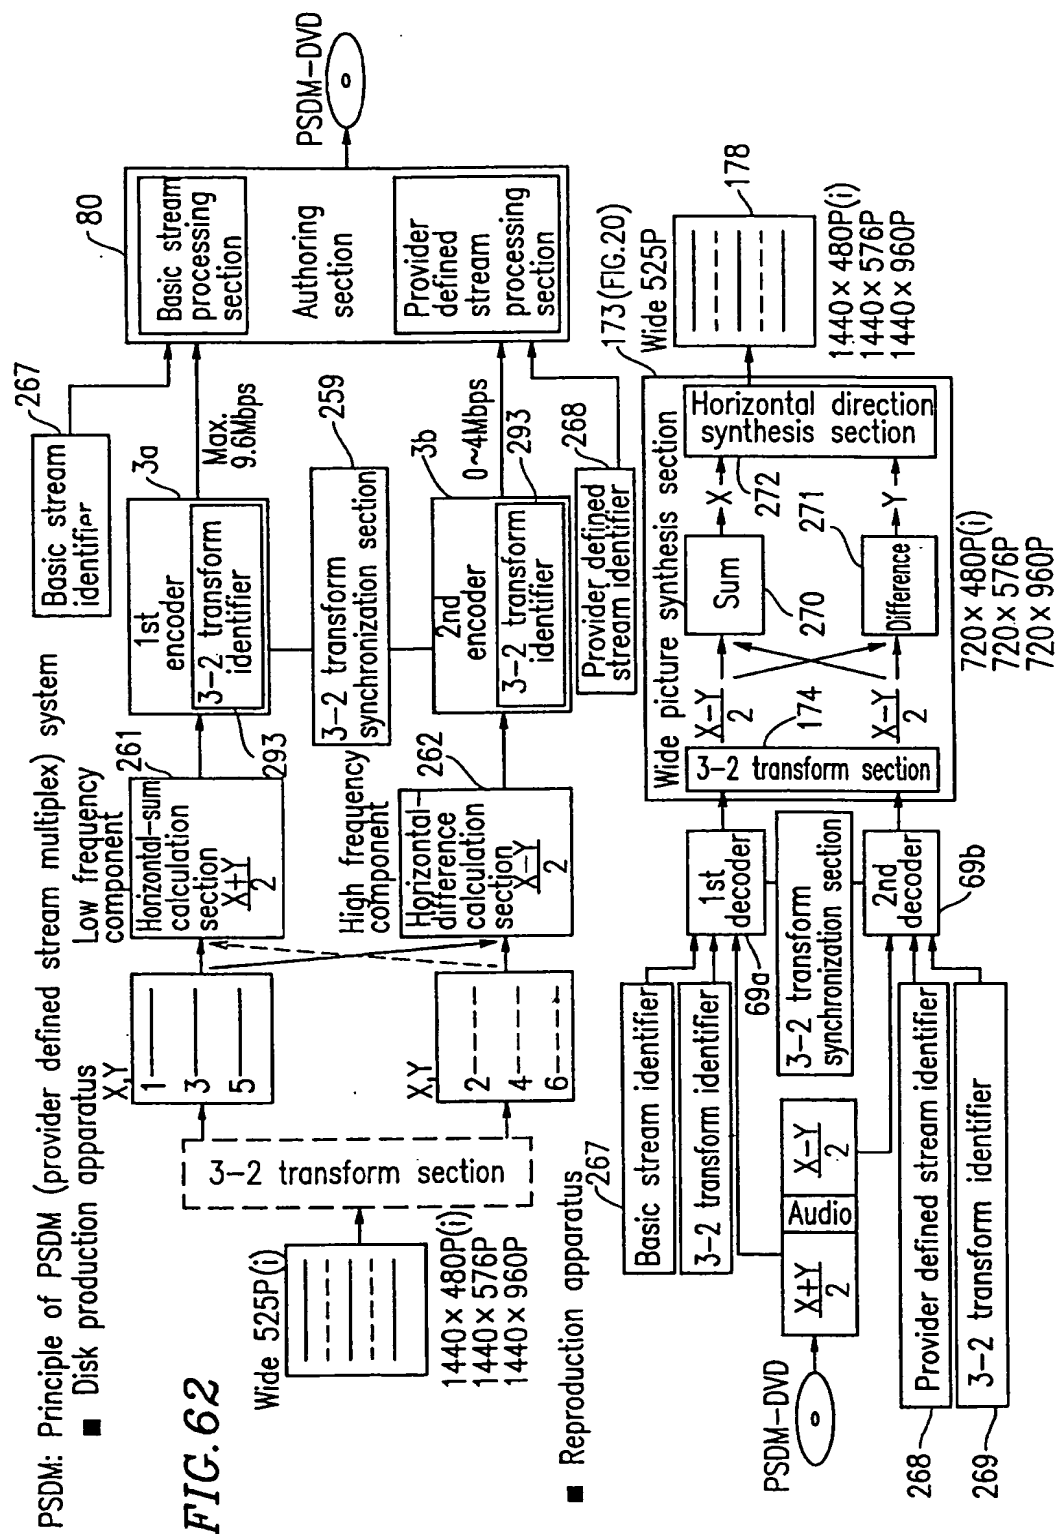 PSDM: Principle of PSDM (provider defined stream multiplex) system
■ Disk production apparatus
FIG.62
Wide 525P(i)
1440×480P(i)
1440×576P
1440×960P
3-2 transform section
X,Y
1
3
5
X,Y
2
4
6
Low frequency
component
261
Horizontal-sum
calculation
section
X+Y
2
High frequency
component
262
Horizontal-
difference
calculation
section
X-Y
2
3a
1st
encoder
3-2 transform
identifier
293
259
3-2 transform
synchronization section
3b
2nd
encoder
3-2 transform
identifier
293
Basic stream
identifier
267
Max.
9.6Mbps
0~4Mbps
268
Provider defined
stream identifier
80
Basic stream
processing
section
Authoring
section
Provider
defined
stream
processing
section
PSDM-DVD
■ Reproduction apparatus
PSDM-DVD
X+Y
2
Audio
X-Y
2
267
Basic stream identifier
3-2 transform identifier
268
Provider defined stream identifier
269
3-2 transform identifier
1st
decoder
69a
3-2 transform
synchronization section
2nd
decoder
69b
173(FIG.20)
Wide picture synthesis section
3-2 transform section
174
X-Y
2
X-Y
2
Sum
270
Difference
271
X
Y
272
Horizontal direction
synthesis section
720×480P(i)
720×576P
720×960P
Wide 525P
178
1440×480P(i)
1440×576P
1440×960P